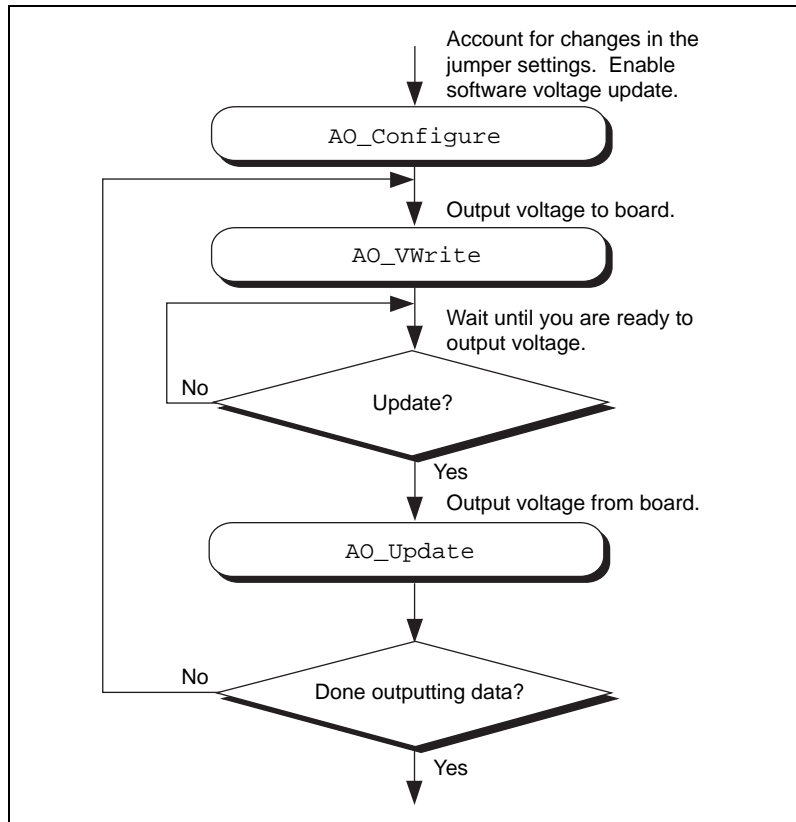 Account for changes in the
jumper settings.  Enable
software voltage update.
AO_Configure
Output voltage to board.
AO_VWrite
Wait until you are ready to
output voltage.
No
Update?
Yes
Output voltage from board.
AO_Update
No
Done outputting data?
Yes